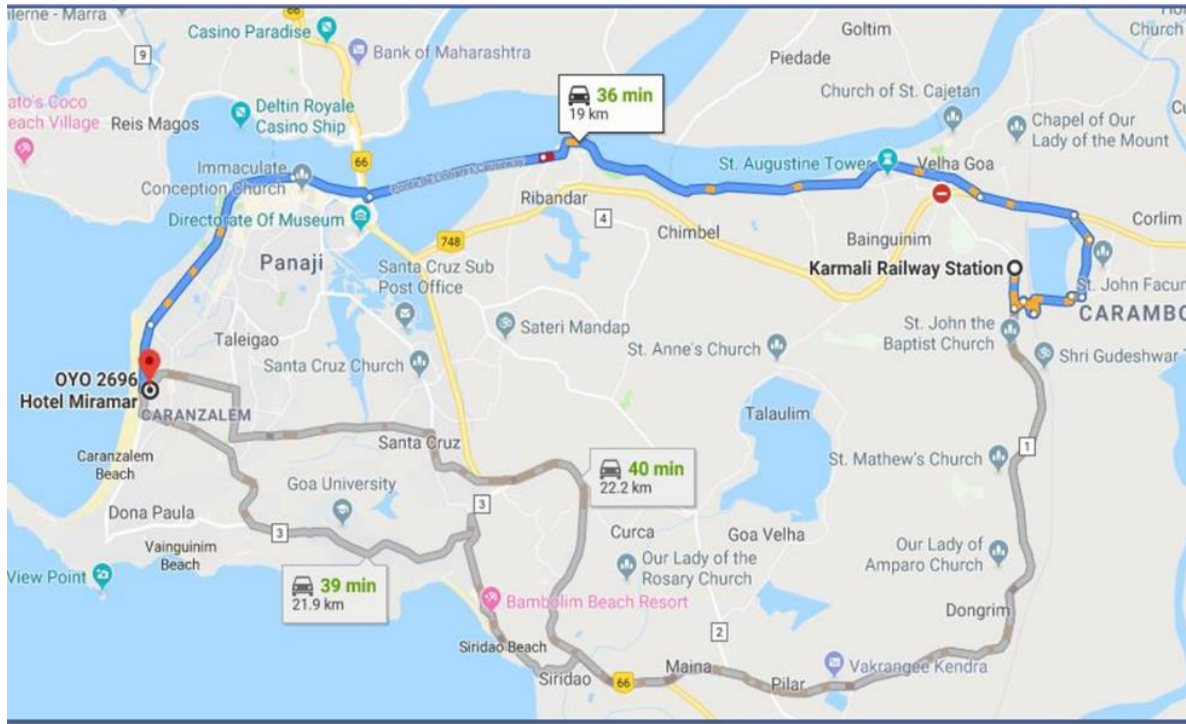 ilerne - Marra
66
Casino Paradise
Bank of Maharashtra
Goltim
Piedade
Church
9
36 min
19 km
Church of St. Cajetan
ato's Coco
each Village
Reis Magos
Deltin Royale
Casino Ship
Chapel of Our
Lady of the Mount
Immaculate
Conception Church
66
St. Augustine Tower
Velha Goa
Directorate Of Museum
Ribandar
4
Chimbel
Corlim
748
Bainguinim
Panaji
Santa Cruz Sub
Post Office
Karmali Railway Station
St. John Facun
CARAMBO
Sateri Mandap
St. John the
Baptist Church
Taleigao
St. Anne's Church
Shri Gudeshwar T
Santa Cruz Church
OYO 2696
Hotel Miramar
CARANZALEM
Talaulim
Santa Cruz
1
Caranzalem
Beach
40 min
22.2 km
St. Mathew's Church
Goa University
3
Dona Paula
3
Curca
Goa Velha
Vainguinim
Beach
Our Lady of the
Rosary Church
Our Lady of
Amparo Church
View Point
39 min
21.9 km
Bambolim Beach Resort
Dongrim
2
Siridao Beach
Siridao
66
Maina
Pilar
Vakrangee Kendra